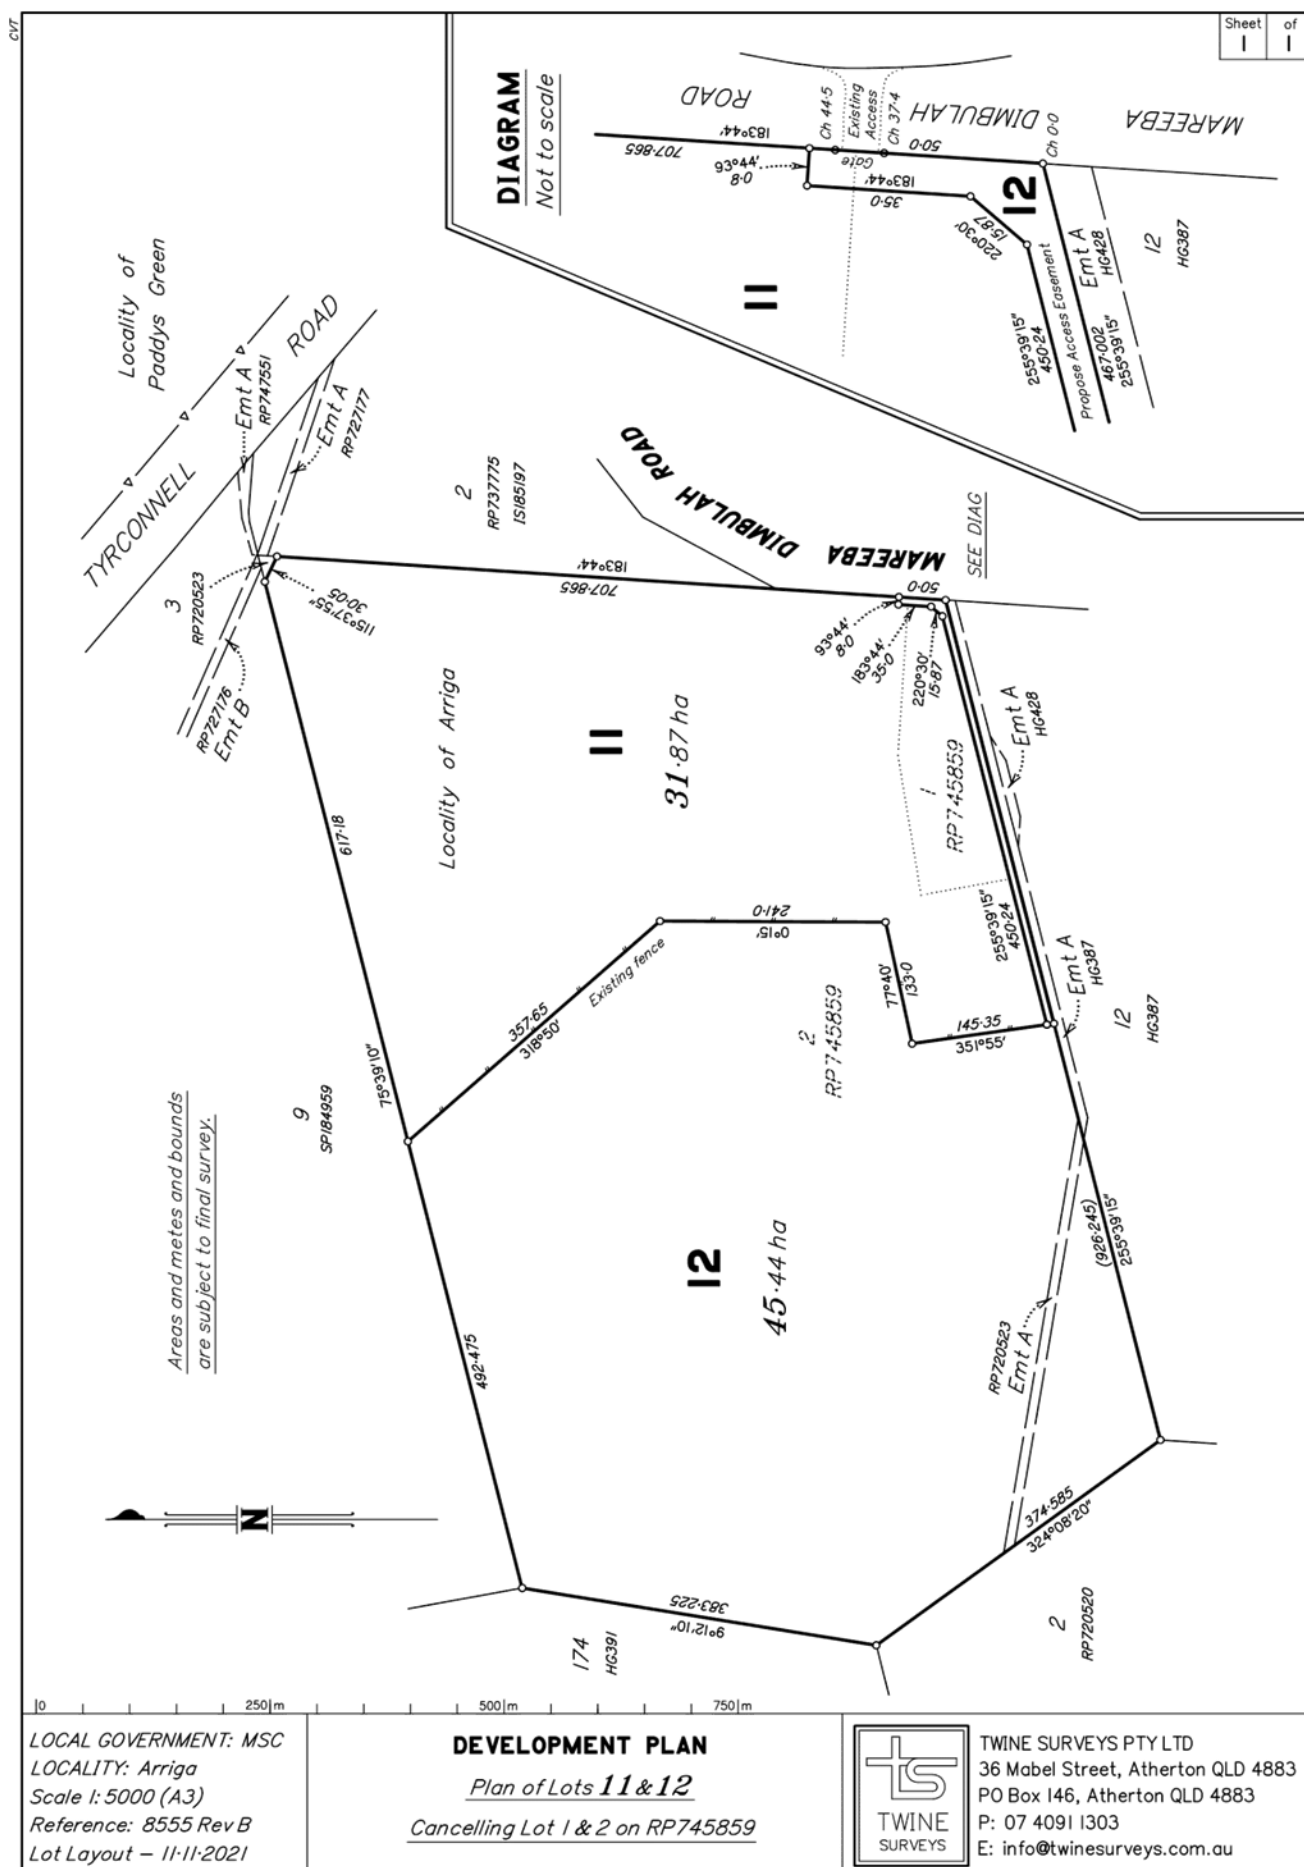 CVT
Sheet
1
of
1
DIAGRAM
Not to scale
ROAD
DIMBULAH
MAREEBA
183°44'
707·865
Ch 44·5
Existing
Access
Ch 37·4
Gate
50·0
Ch 0·0
93°44'
8·0
183°44'
35·0
220°30'
15·87
12
11
255°39'15"
450·24
Propose Access Easement
467·002
255°39'15"
Emt A
HG428
12
HG387
Locality of
Paddys Green
TYRCONNELL
ROAD
Emt A
RP747551
Emt A
RP727177
3
RP720523
RP727176
Emt B
115°37'55"
30·05
2
RP737775
IS185197
MAREEBA
DIMBULAH ROAD
SEE DIAG
183°44'
707·865
50·0
93°44'
8·0
183°44'
35·0
220°30'
15·87
617·18
Locality of Arriga
11
31·87 ha
1
RP745859
Emt A
HG428
255°39'15"
450·24
241·0
0°15'
77°40'
133·0
145·35
351°55'
357·65
318°50'
Existing fence
75°39'10"
2
RP745859
Emt A
HG387
12
HG387
9
SP184959
Areas and metes and bounds
are subject to final survey.
12
45·44 ha
492·475
(926·245)
255°39'15"
RP720523
Emt A
374·585
324°08'20"
383·225
9°12'10"
174
HG391
2
RP720520
N
0
250 m
500 m
750 m
LOCAL GOVERNMENT: MSC
LOCALITY: Arriga
Scale 1:5000 (A3)
Reference: 8555 Rev B
Lot Layout – 11-11-2021
DEVELOPMENT PLAN
Plan of Lots 11 & 12
Cancelling Lot 1 & 2 on RP745859
ts
TWINE
SURVEYS
TWINE SURVEYS PTY LTD
36 Mabel Street, Atherton QLD 4883
PO Box 146, Atherton QLD 4883
P: 07 4091 1303
E: info@twinesurveys.com.au